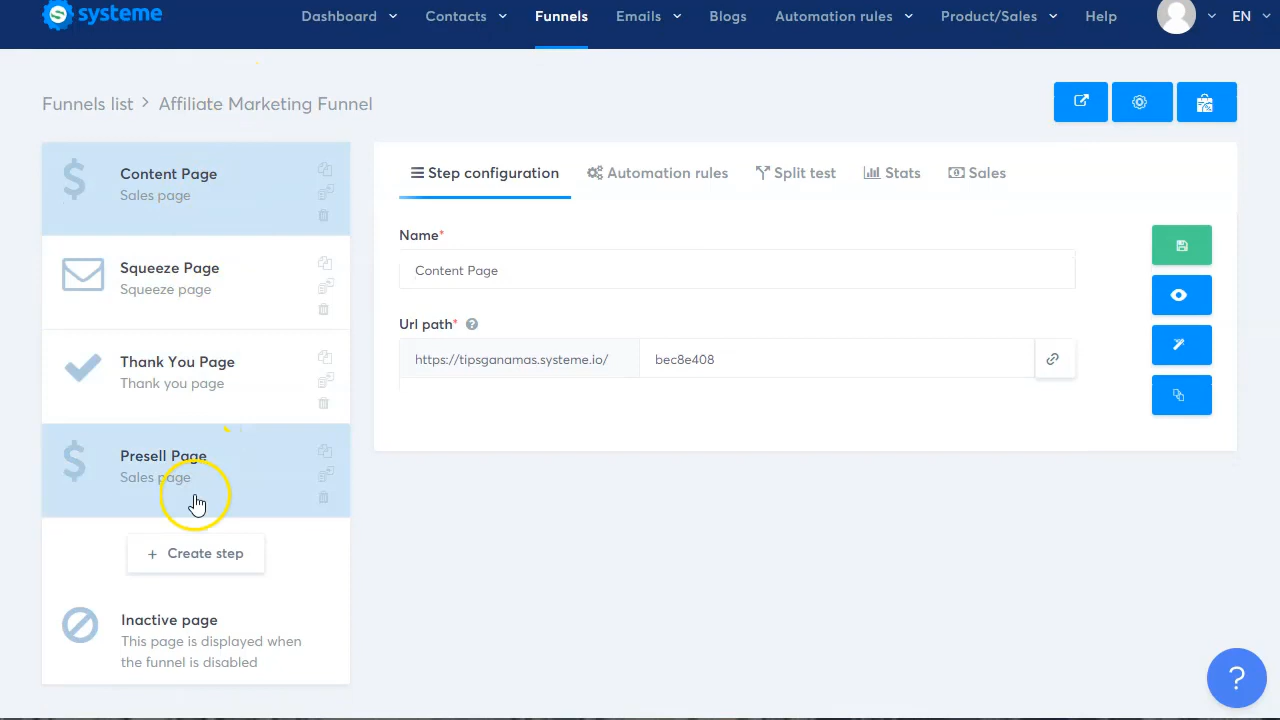 systeme
Dashboard
Contacts
Funnels
Emails
Blogs
Automation rules
Product/Sales
Help
EN
Funnels list > Affiliate Marketing Funnel
Content Page
Sales page
Squeeze Page
Squeeze page
Thank You Page
Thank you page
Presell Page
Sales page
+ Create step
Inactive page
This page is displayed when
the funnel is disabled
Step configuration
Automation rules
Split test
Stats
Sales
Name*
Content Page
Url path* ?
https://tipsganamas.systeme.io/ bec8e408
?